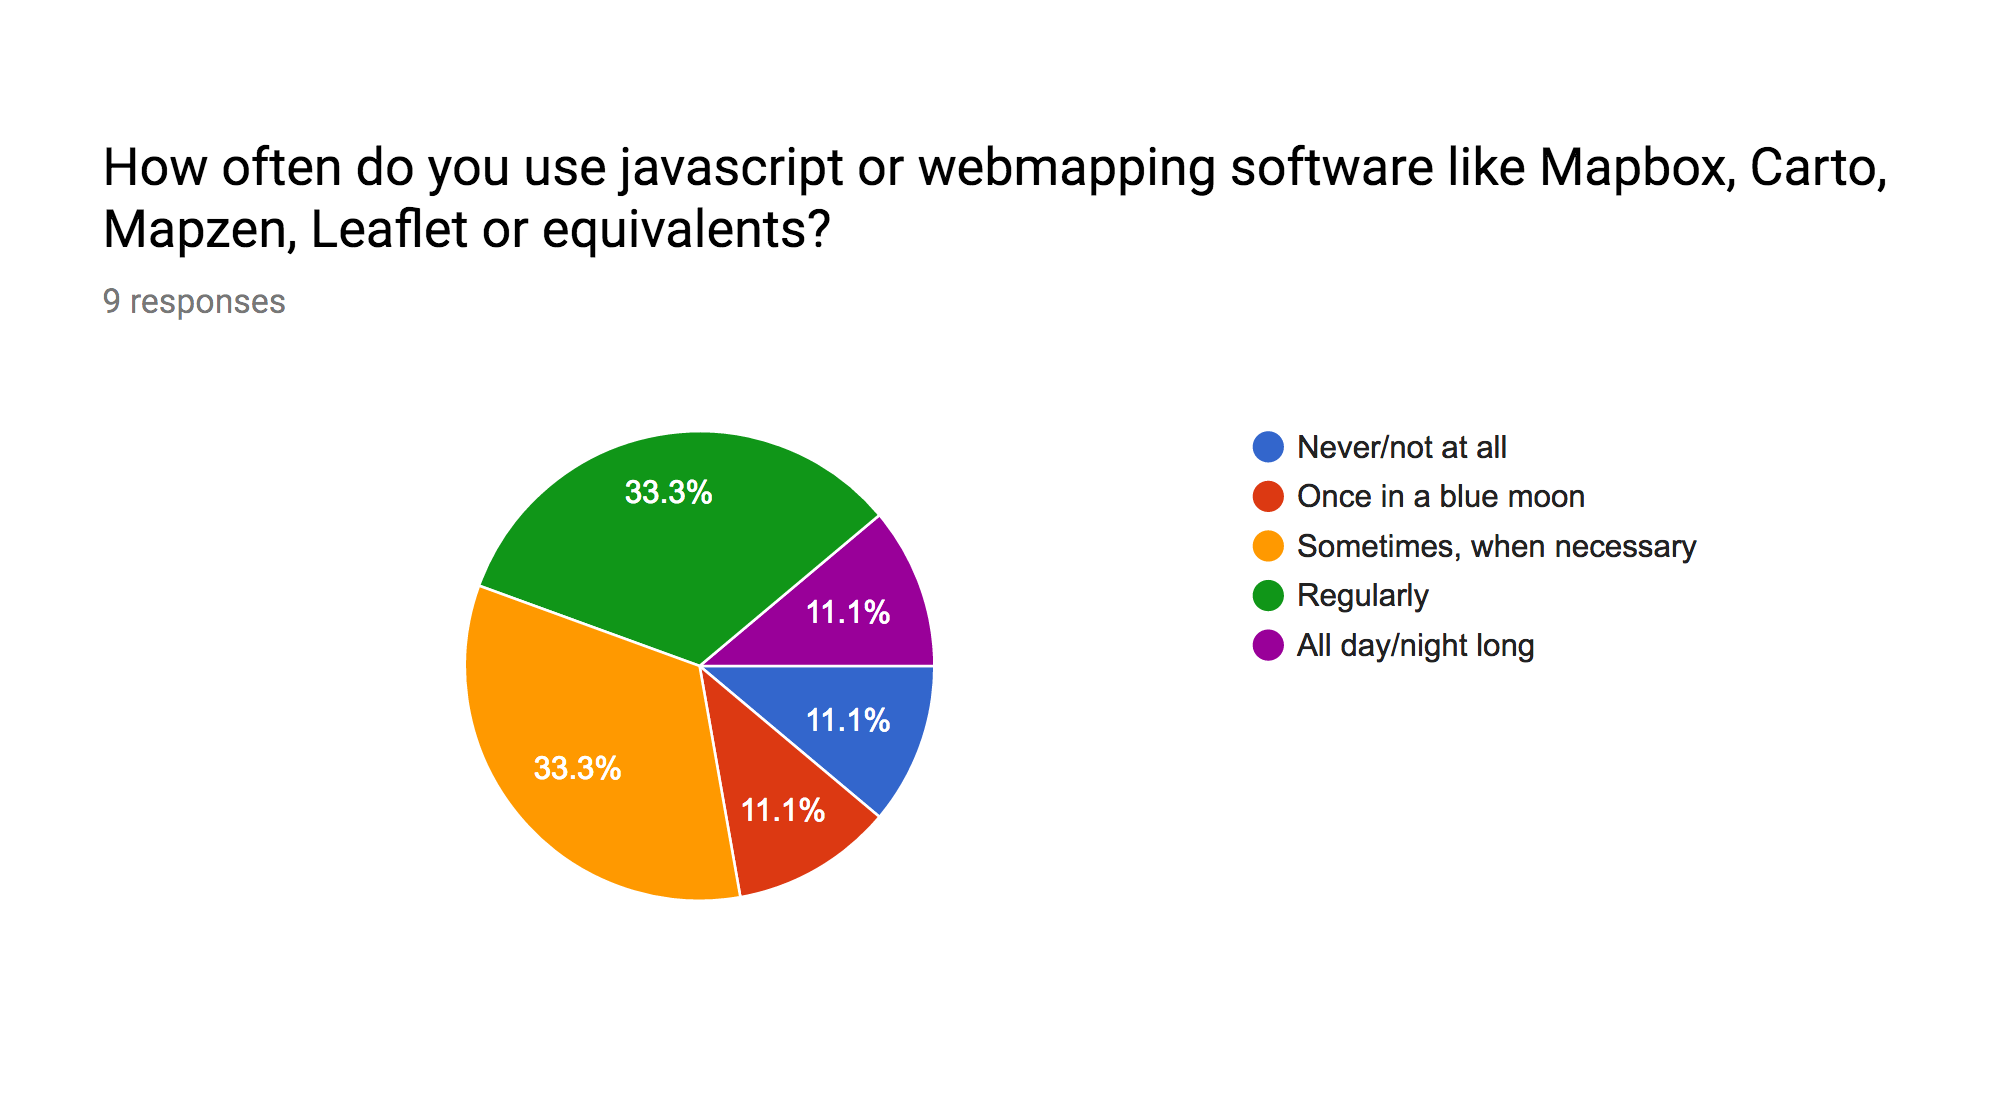 How often do you use javascript or webmapping software like Mapbox, Carto,
Mapzen, Leaflet or equivalents?
9 responses
33.3%
11.1%
11.1%
11.1%
33.3%
Never/not at all
Once in a blue moon
Sometimes, when necessary
Regularly
All day/night long